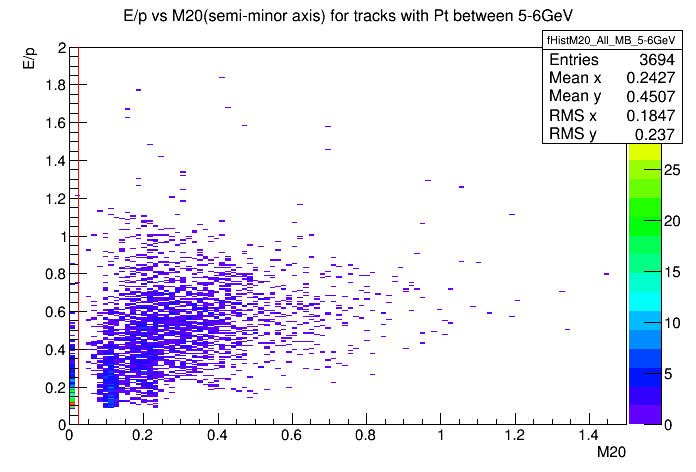 E/p vs M20(semi-minor axis) for tracks with Pt between 5-6GeV
fHistM20_All_MB_5-6GeV
Entries 3694
Mean x 0.2427
Mean y 0.4507
RMS x 0.1847
RMS y 0.237
E/p
2
1.8
1.6
1.4
1.2
1
0.8
0.6
0.4
0.2
0
0 0.2 0.4 0.6 0.8 1 1.2 1.4
M20
25
20
15
10
5
0